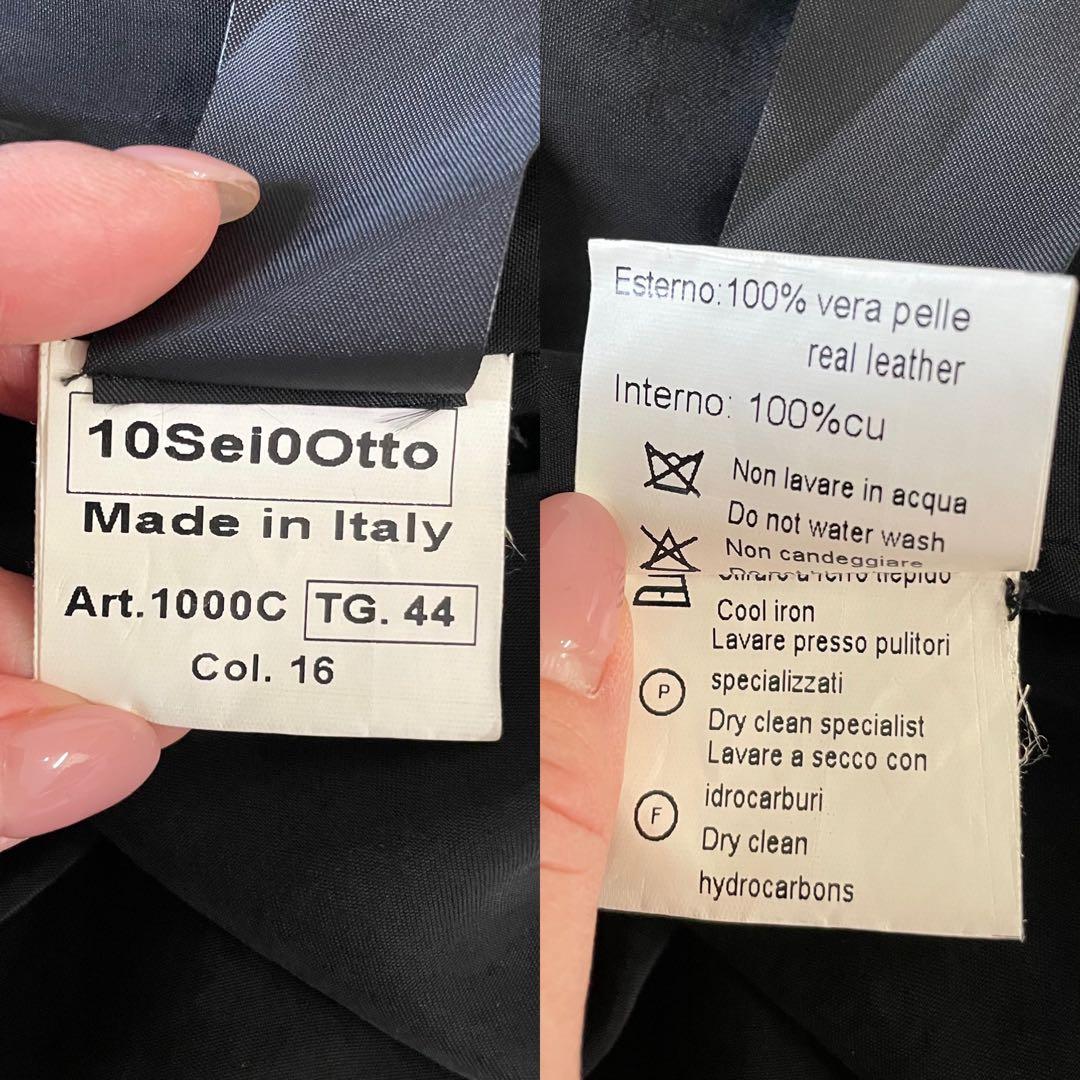 10Sei0Otto
Made in Italy
Art.1000C TG. 44
Col. 16
Esterno: 100% vera pelle
real leather
Interno: 100%cu
Non lavare in acqua
Do not water wash
Non candeggiare
Cool iron
Lavare presso pulitori
P specializzati
Dry clean specialist
Lavare a secco con
idrocarburi
F Dry clean
hydrocarbons